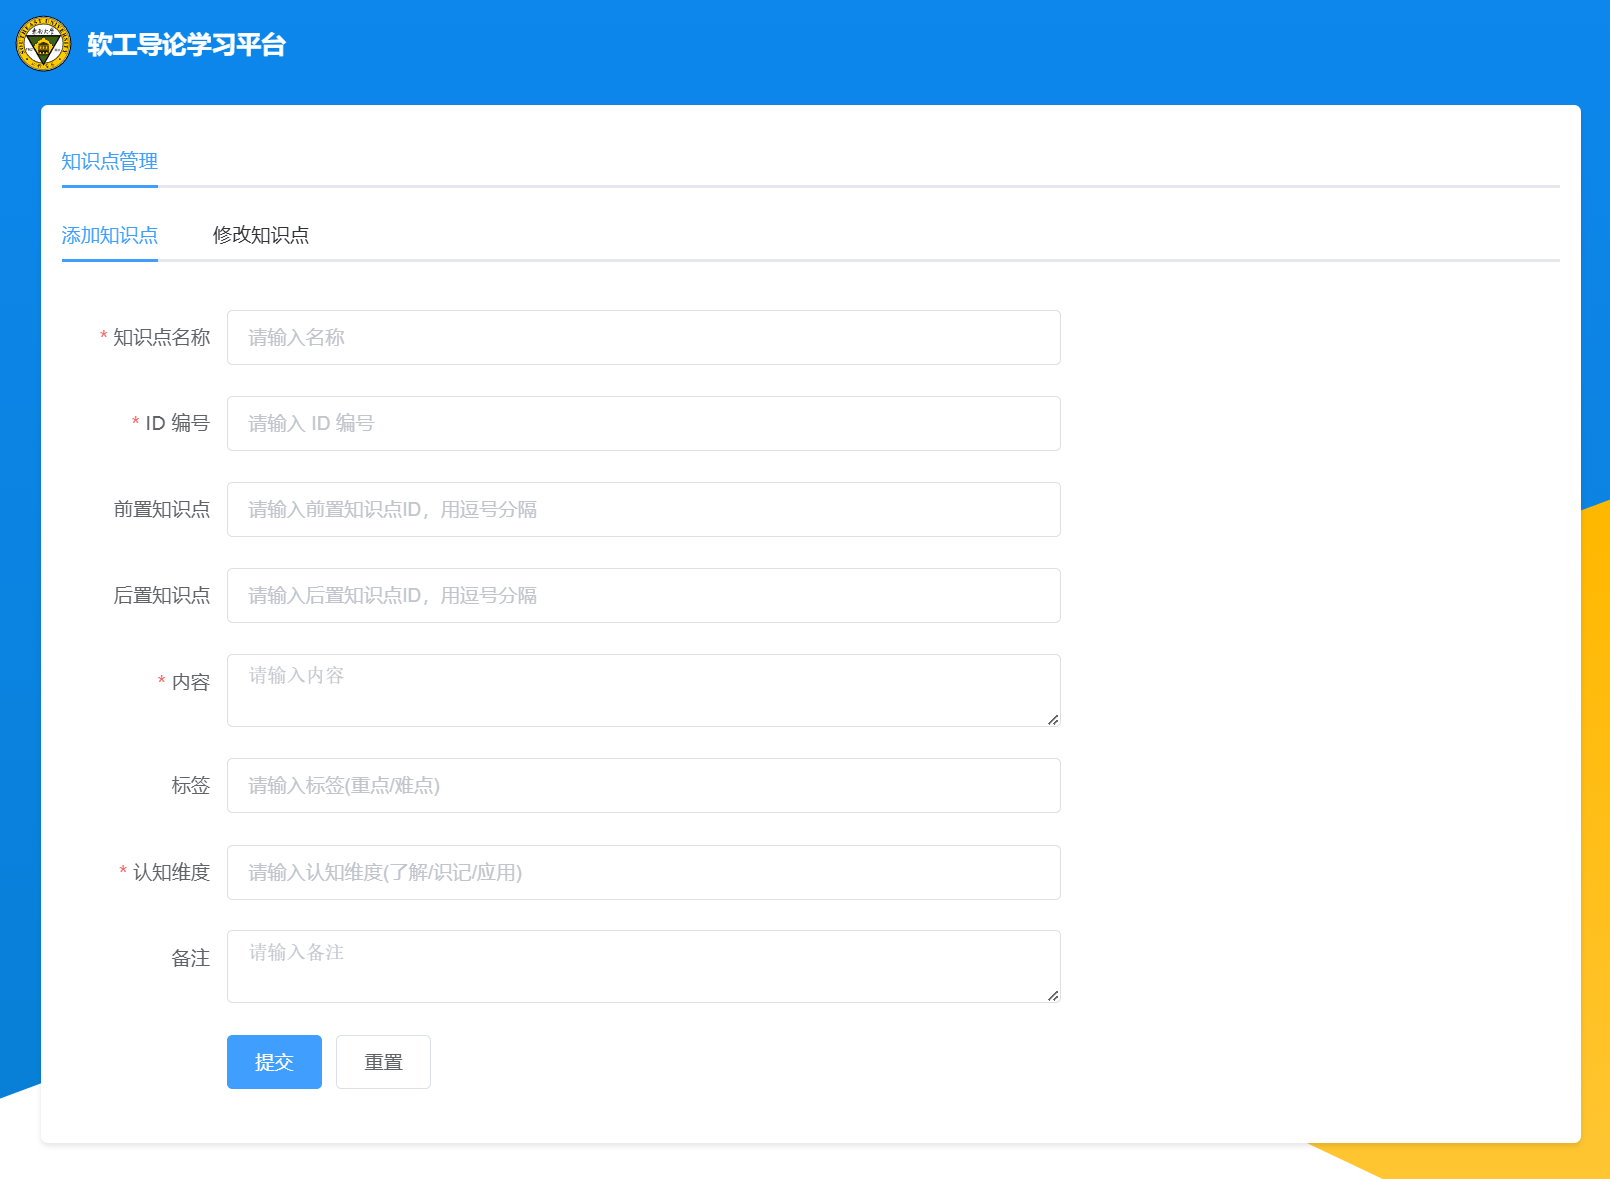 SOUTHEAST UNIVERSITY
软工导论学习平台
知识点管理
添加知识点 修改知识点
* 知识点名称 请输入名称
* ID 编号 请输入 ID 编号
前置知识点 请输入前置知识点ID，用逗号分隔
后置知识点 请输入后置知识点ID，用逗号分隔
* 内容 请输入内容
标签 请输入标签(重点/难点)
* 认知维度 请输入认知维度(了解/识记/应用)
备注 请输入备注
提交 重置